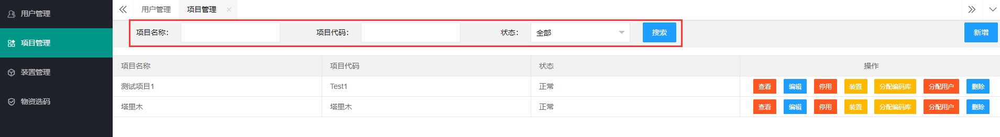 用户管理
项目管理
装置管理
物资选码
用户管理 项目管理
项目名称： 项目代码： 状态： 全部 搜索 新增
项目名称 项目代码 状态 操作
测试项目1 Test1 正常 查看 编辑 停用 装置 分配编码库 分配用户 删除
塔里木 塔里木 正常 查看 编辑 停用 装置 分配编码库 分配用户 删除